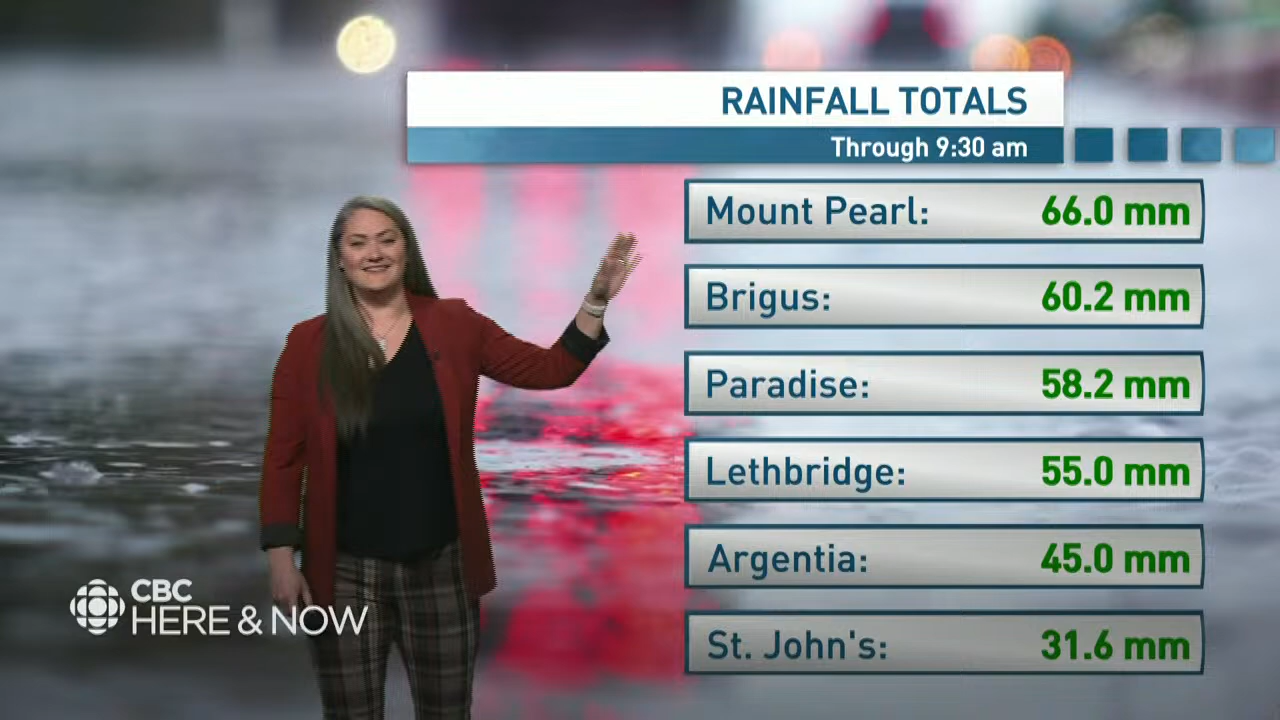 RAINFALL TOTALS
Through 9:30 am
Mount Pearl: 66.0 mm
Brigus: 60.2 mm
Paradise: 58.2 mm
Lethbridge: 55.0 mm
Argentia: 45.0 mm
St. John's: 31.6 mm
CBC
HERE & NOW